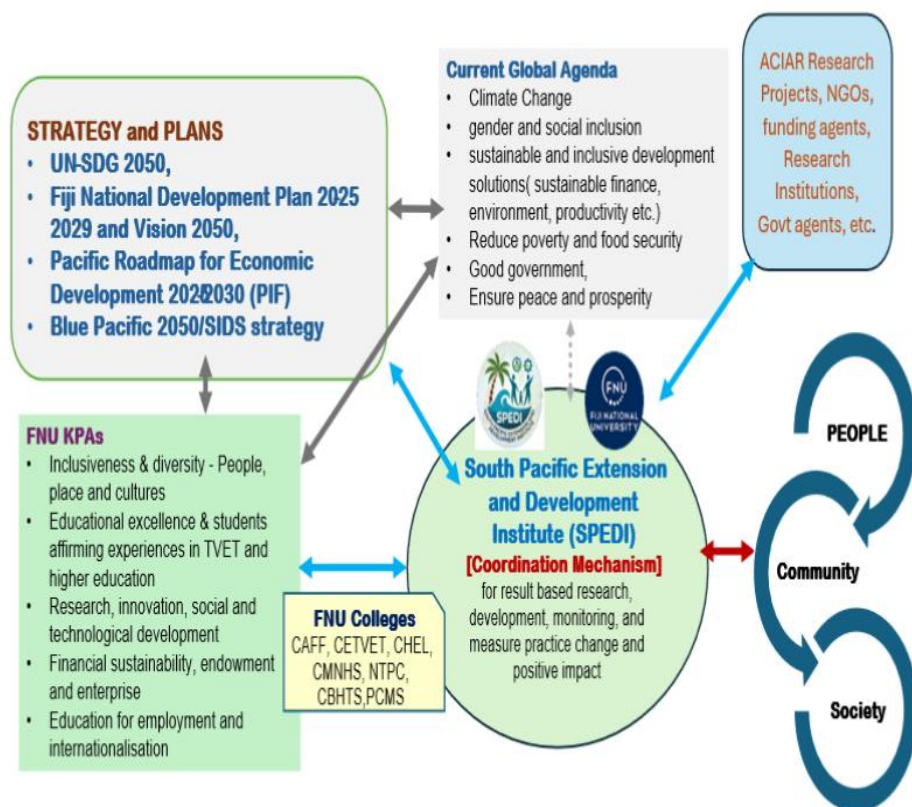 STRATEGY and PLANS
• UN-SDG 2050,
• Fiji National Development Plan 2025
2029 and Vision 2050,
• Pacific Roadmap for Economic
Development 2026-2030 (PIF)
• Blue Pacific 2050/SIDS strategy
Current Global Agenda
• Climate Change
• gender and social inclusion
• sustainable and inclusive development
solutions( sustainable finance,
environment, productivity etc.)
• Reduce poverty and food security
• Good government,
• Ensure peace and prosperity
ACIAR Research
Projects, NGOs,
funding agents,
Research
Institutions,
Govt agents, etc.
FNU KPAs
• Inclusiveness & diversity - People,
place and cultures
• Educational excellence & students
affirming experiences in TVET and
higher education
• Research, innovation, social and
technological development
• Financial sustainability, endowment
and enterprise
• Education for employment and
internationalisation
FNU Colleges
CAFF, CETVET, CHEL,
CMNHS, NTPC,
CBHTS,PCMS
SPEDI
FNU
FIJI NATIONAL
UNIVERSITY
South Pacific Extension
and Development
Institute (SPEDI)
[Coordination Mechanism]
for result based research,
development, monitoring, and
measure practice change and
positive impact
PEOPLE
Community
Society